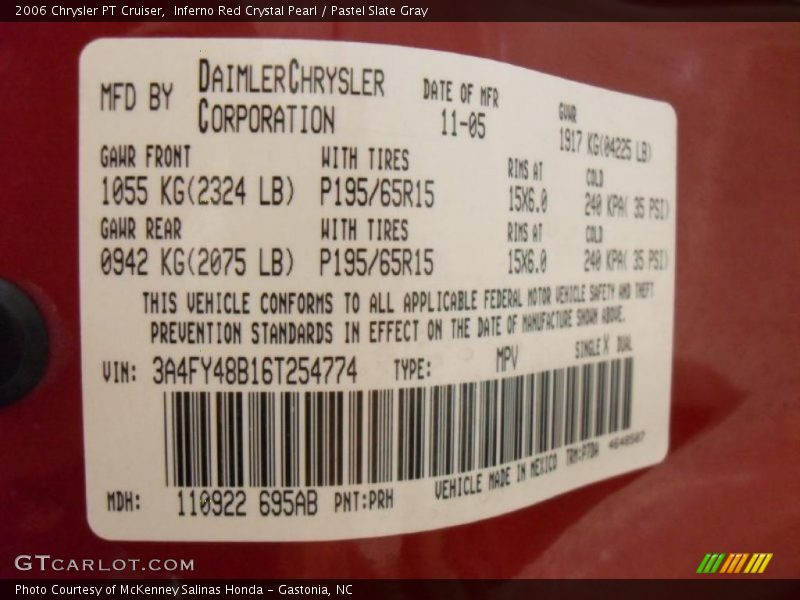 2006 Chrysler PT Cruiser,  Inferno Red Crystal Pearl / Pastel Slate Gray
MFD BY DAIMLERCHRYSLER CORPORATION
DATE OF MFR 11-05
GVWR 1917 KG(04225 LB)
GAWR FRONT WITH TIRES RIMS AT COLD
1055 KG(2324 LB) P195/65R15 15X6.0 240 KPA( 35 PSI)
GAWR REAR WITH TIRES RIMS AT COLD
0942 KG(2075 LB) P195/65R15 15X6.0 240 KPA( 35 PSI)
THIS VEHICLE CONFORMS TO ALL APPLICABLE FEDERAL MOTOR VEHICLE SAFETY AND THEFT
PREVENTION STANDARDS IN EFFECT ON THE DATE OF MANUFACTURE SHOWN ABOVE.
VIN: 3A4FY48B16T254774 TYPE: MPV SINGLE X DUAL
MDH: 110922 695AB PNT:PRH VEHICLE MADE IN MEXICO TRM:P7DA
GTCARLOT.COM
Photo Courtesy of McKenney Salinas Honda - Gastonia, NC